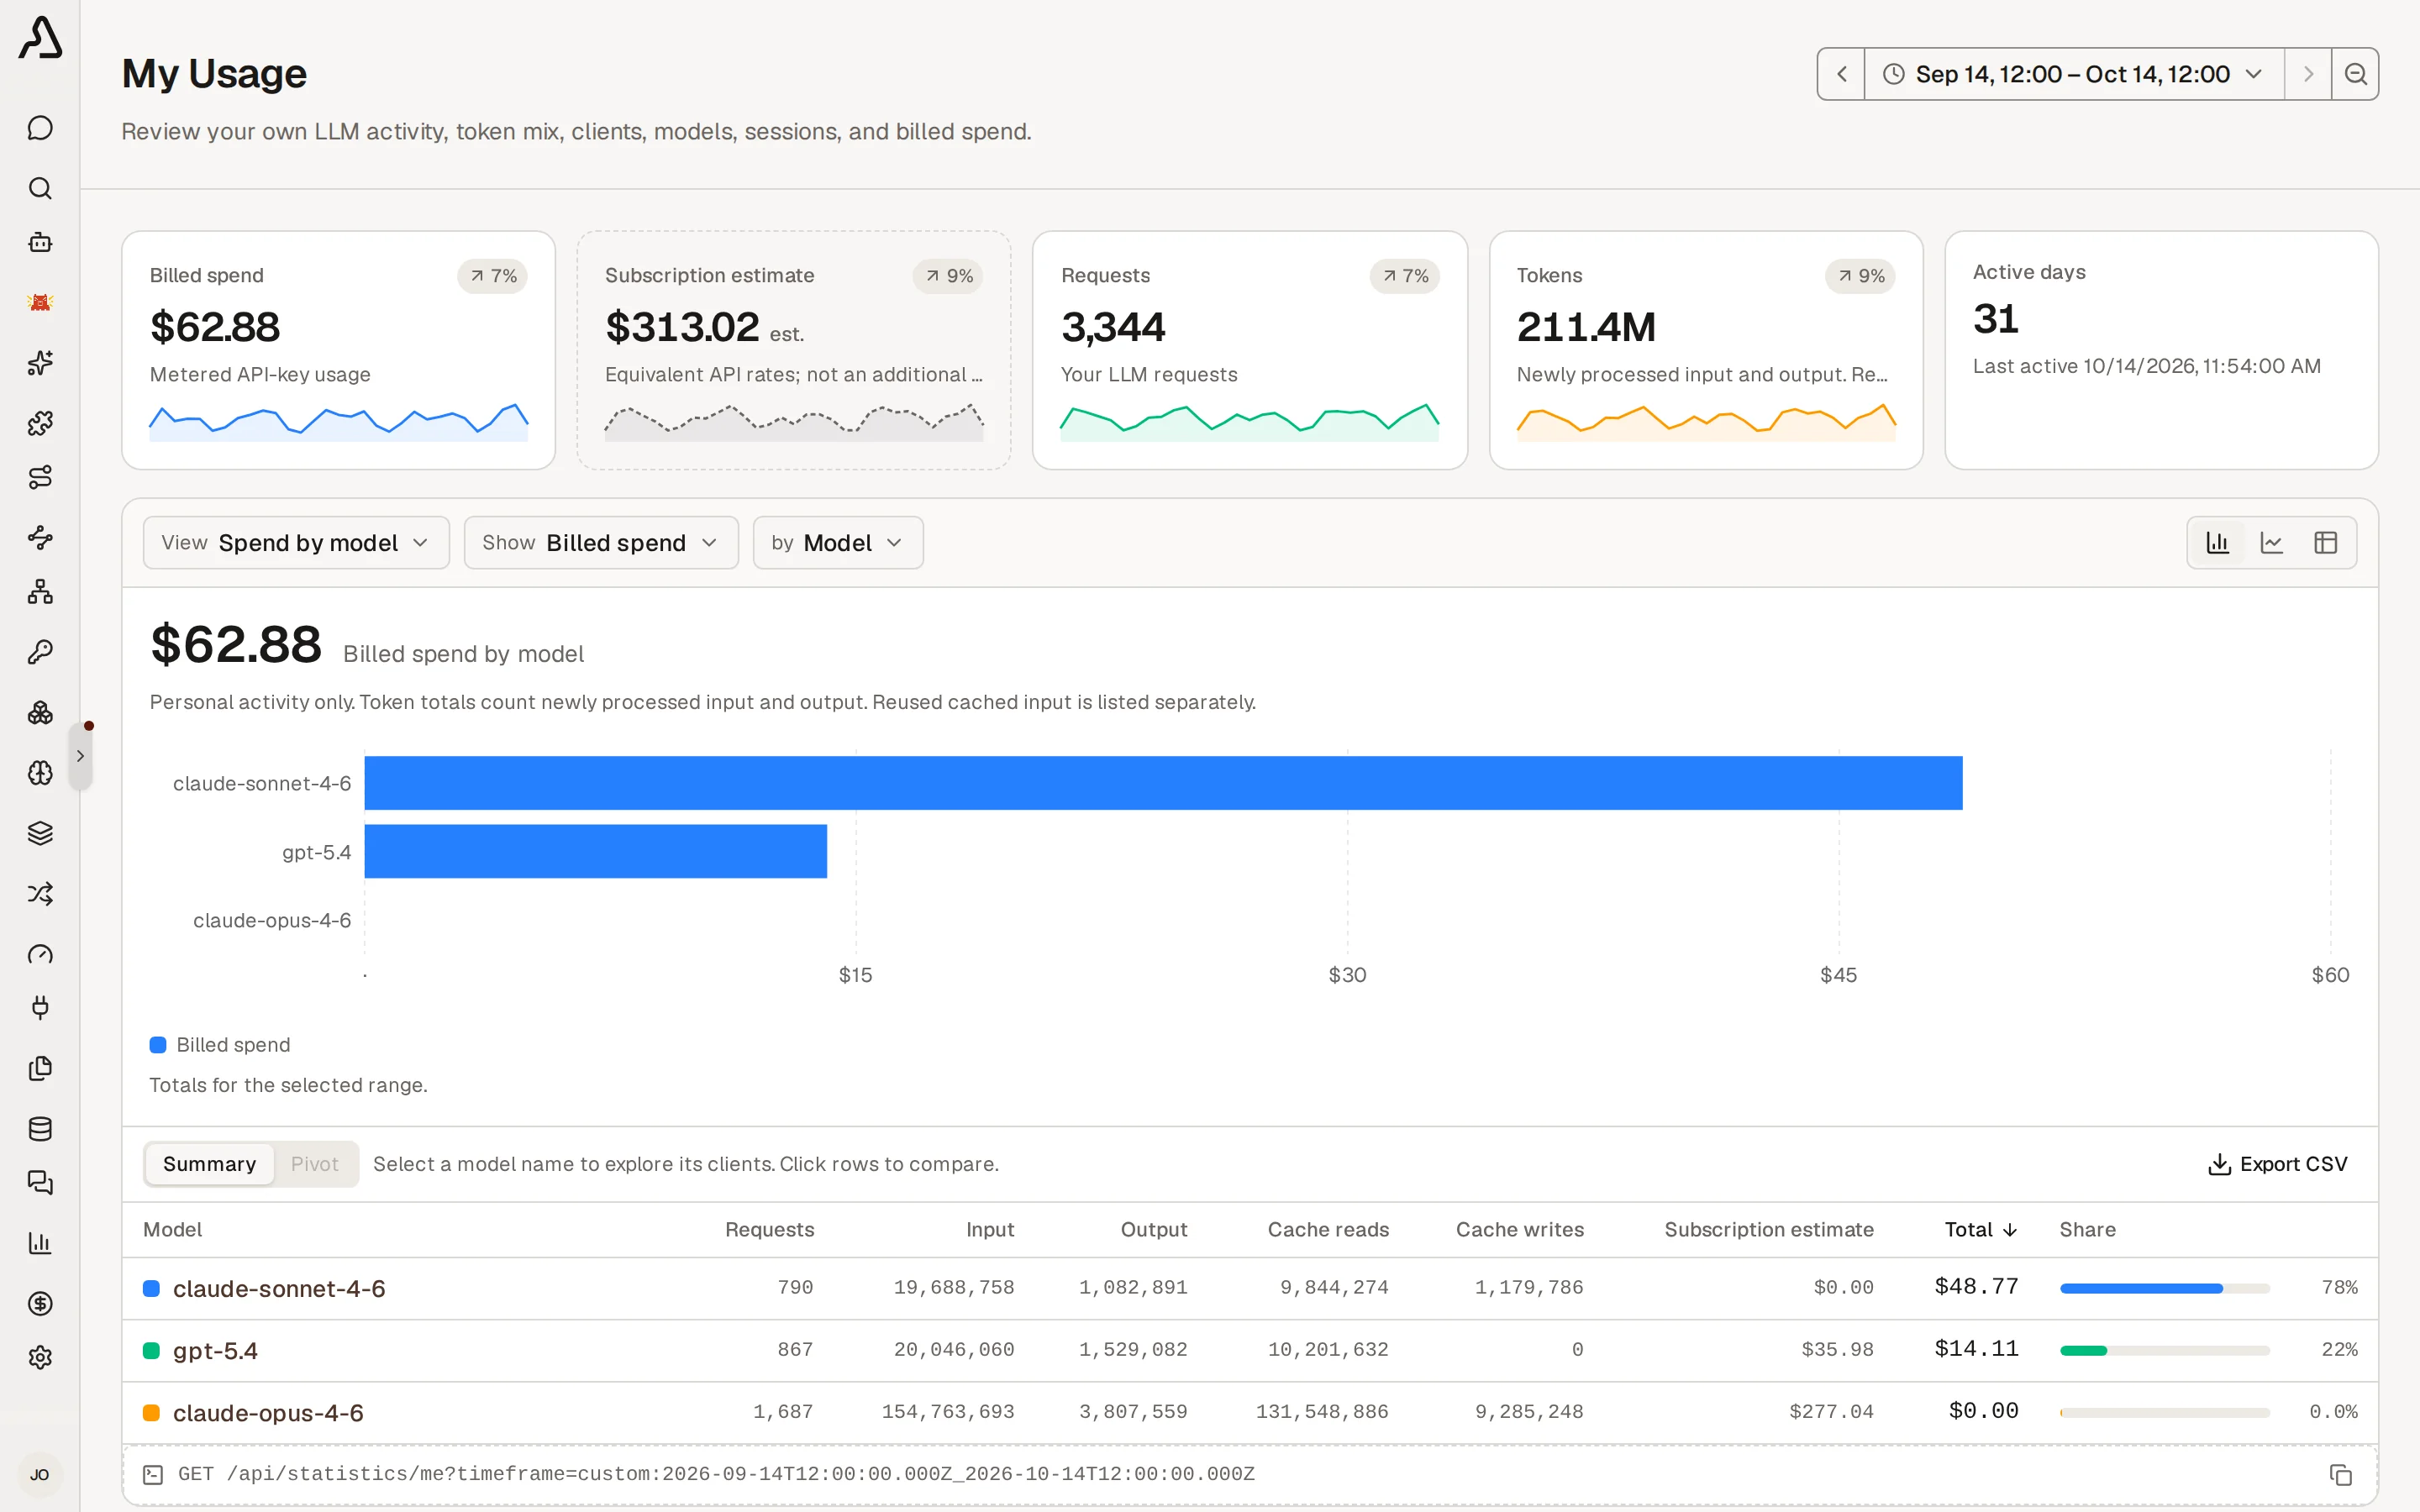 My Usage
Sep 14, 12:00 – Oct 14, 12:00
Review your own LLM activity, token mix, clients, models, sessions, and billed spend.
Billed spend
7%
$62.88
Metered API-key usage
Subscription estimate
9%
$313.02 est.
Equivalent API rates; not an additional ...
Requests
7%
3,344
Your LLM requests
Tokens
9%
211.4M
Newly processed input and output. Re...
Active days
31
Last active 10/14/2026, 11:54:00 AM
View Spend by model
Show Billed spend
by Model
$62.88 Billed spend by model
Personal activity only. Token totals count newly processed input and output. Reused cached input is listed separately.
claude-sonnet-4-6
gpt-5.4
claude-opus-4-6
$15 $30 $45 $60
Billed spend
Totals for the selected range.
Summary Pivot Select a model name to explore its clients. Click rows to compare.
Export CSV
Model Requests Input Output Cache reads Cache writes Subscription estimate Total ↓ Share
claude-sonnet-4-6 790 19,688,758 1,082,891 9,844,274 1,179,786 $0.00 $48.77 78%
gpt-5.4 867 20,046,060 1,529,082 10,201,632 0 $35.98 $14.11 22%
claude-opus-4-6 1,687 154,763,693 3,807,559 131,548,886 9,285,248 $277.04 $0.00 0.0%
GET /api/statistics/me?timeframe=custom:2026-09-14T12:00:00.000Z_2026-10-14T12:00:00.000Z
JO